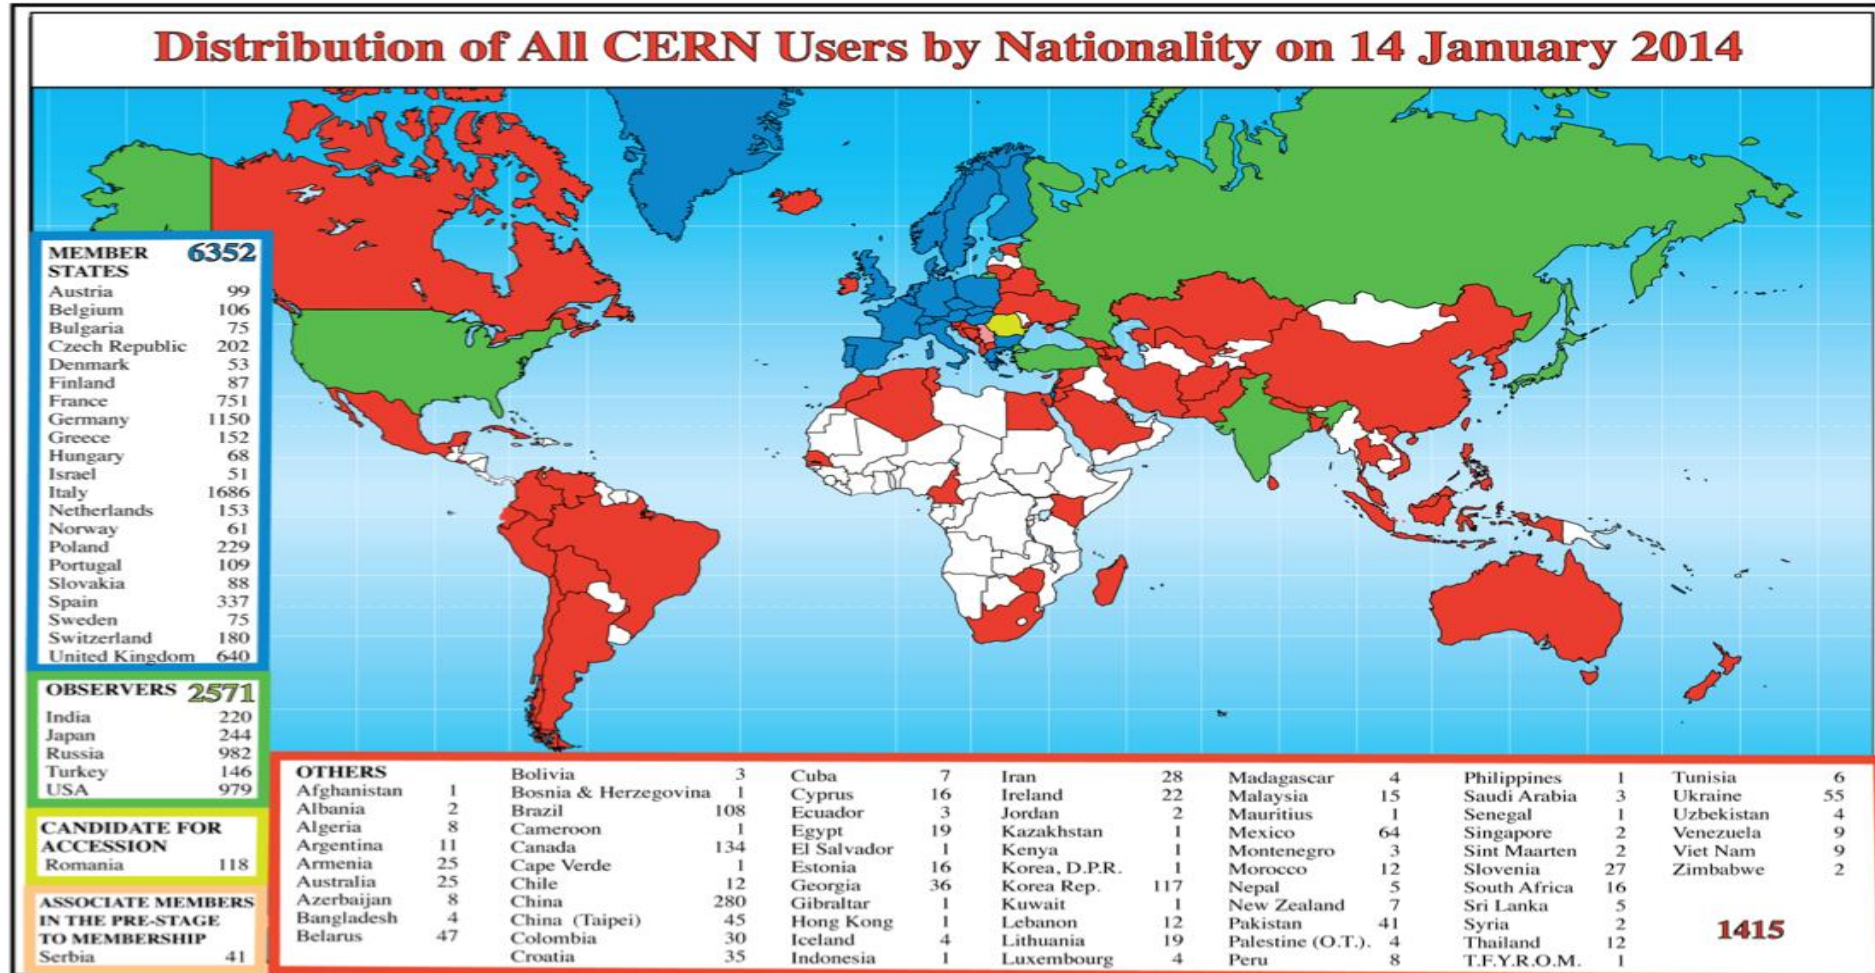 Distribution of All CERN Users by Nationality on 14 January 2014
MEMBER STATES 6352
Austria 99
Belgium 106
Bulgaria 75
Czech Republic 202
Denmark 53
Finland 87
France 751
Germany 1150
Greece 152
Hungary 68
Israel 51
Italy 1686
Netherlands 153
Norway 61
Poland 229
Portugal 109
Slovakia 88
Spain 337
Sweden 75
Switzerland 180
United Kingdom 640
OBSERVERS 2571
India 220
Japan 244
Russia 982
Turkey 146
USA 979
CANDIDATE FOR
ACCESSION
Romania 118
ASSOCIATE MEMBERS
IN THE PRE-STAGE
TO MEMBERSHIP
Serbia 41
OTHERS
Afghanistan 1
Albania 2
Algeria 8
Argentina 11
Armenia 25
Australia 25
Azerbaijan 8
Bangladesh 4
Belarus 47
Bolivia 3
Bosnia & Herzegovina 1
Brazil 108
Cameroon 1
Canada 134
Cape Verde 1
Chile 12
China 280
China (Taipei) 45
Colombia 30
Croatia 35
Cuba 7
Cyprus 16
Ecuador 3
Egypt 19
El Salvador 1
Estonia 16
Georgia 36
Gibraltar 1
Hong Kong 1
Iceland 4
Indonesia 1
Iran 28
Ireland 22
Jordan 2
Kazakhstan 1
Kenya 1
Korea, D.P.R. 1
Korea Rep. 117
Kuwait 1
Lebanon 12
Lithuania 19
Luxembourg 4
Madagascar 4
Malaysia 15
Mauritius 1
Mexico 64
Montenegro 3
Morocco 12
Nepal 5
New Zealand 7
Pakistan 41
Palestine (O.T.). 4
Peru 8
Philippines 1
Saudi Arabia 3
Senegal 1
Singapore 2
Sint Maarten 2
Slovenia 27
South Africa 16
Sri Lanka 5
Syria 2
Thailand 12
T.F.Y.R.O.M. 1
Tunisia 6
Ukraine 55
Uzbekistan 4
Venezuela 9
Viet Nam 9
Zimbabwe 2
1415